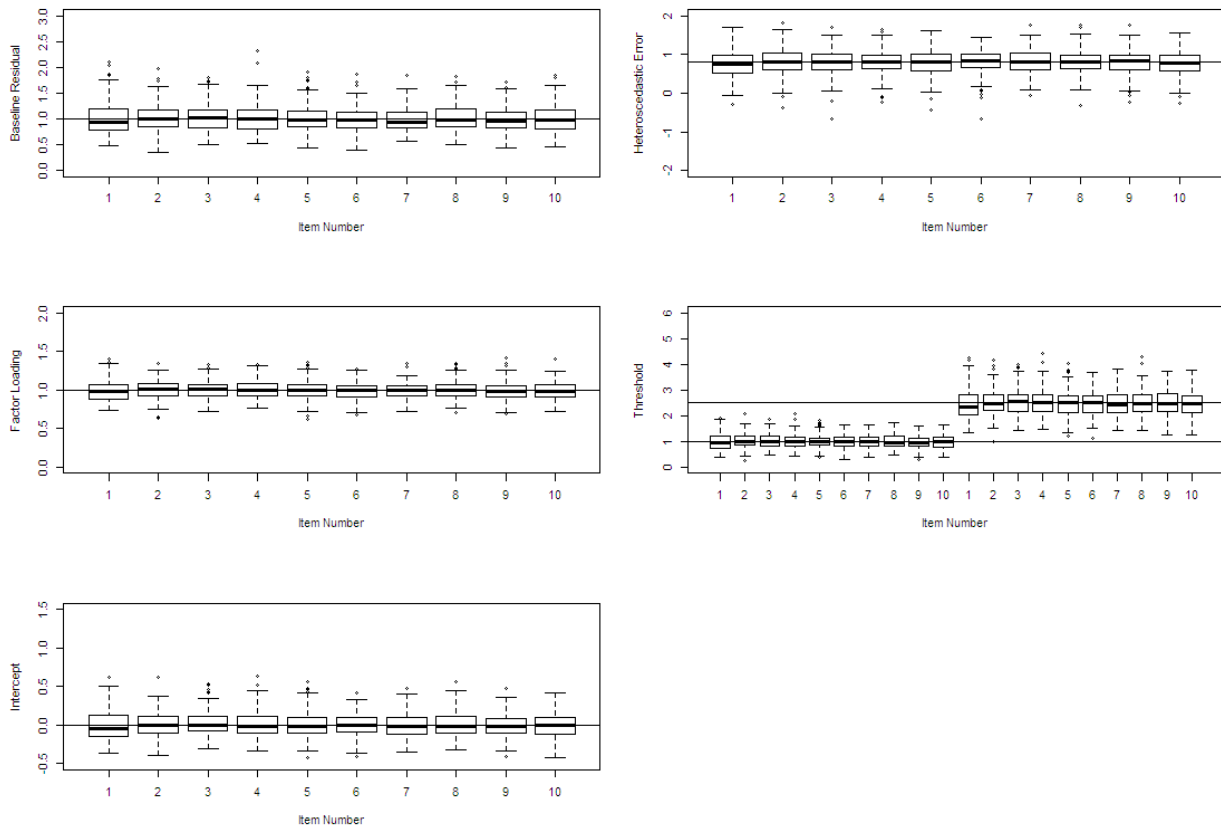 Baseline Residual
0.0 0.5 1.0 1.5 2.0 2.5 3.0
1 2 3 4 5 6 7 8 9 10
Item Number
Heteroscedastic Error
-2 -1 0 1 2
1 2 3 4 5 6 7 8 9 10
Item Number
Factor Loading
0.0 0.5 1.0 1.5 2.0
1 2 3 4 5 6 7 8 9 10
Item Number
Threshold
0 1 2 3 4 5 6
1 2 3 4 5 6 7 8 9 10 1 2 3 4 5 6 7 8 9 10
Item Number
Intercept
-0.5 0.0 0.5 1.0 1.5
1 2 3 4 5 6 7 8 9 10
Item Number